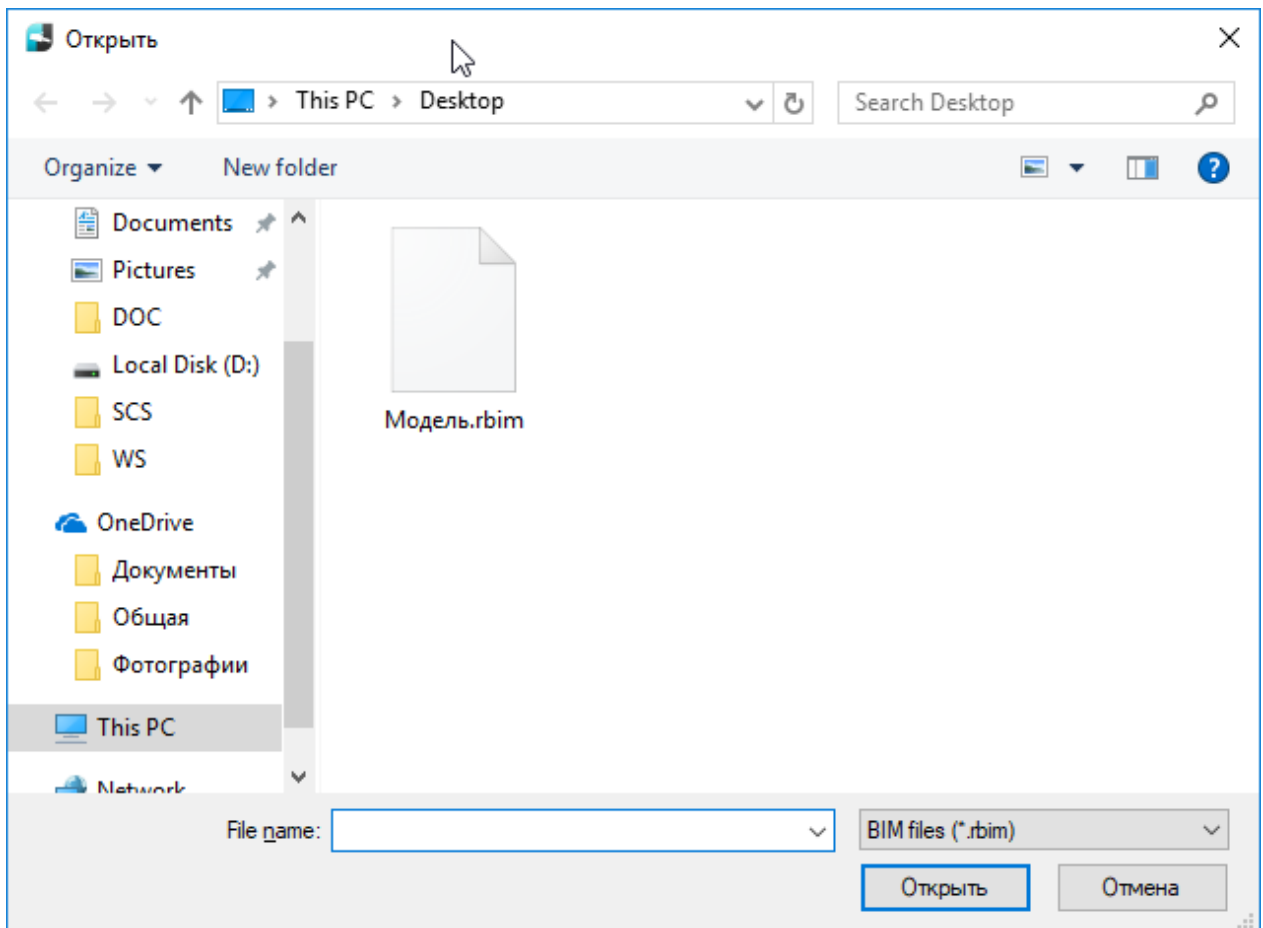 Открыть
This PC > Desktop
Search Desktop
Organize
New folder
Documents
Pictures
DOC
Local Disk (D:)
SCS
WS
OneDrive
Документы
Общая
Фотографии
This PC
Network
Модель.rbim
File name:
BIM files (*.rbim)
Открыть
Отмена